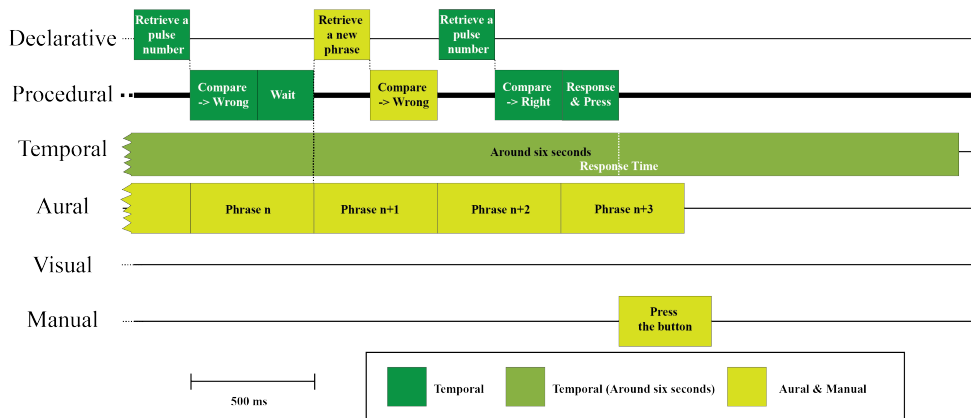 Retrieve a
pulse
number
Retrieve
a new
phrase
Retrieve a
pulse
number
Declarative
Compare
-> Wrong
Wait
Compare
-> Wrong
Compare
-> Right
Response
& Press
Procedural
Temporal
Around six seconds
Response Time
Aural
Phrase n
Phrase n+1
Phrase n+2
Phrase n+3
Visual
Manual
Press
the button
500 ms
Temporal
Temporal (Around six seconds)
Aural & Manual